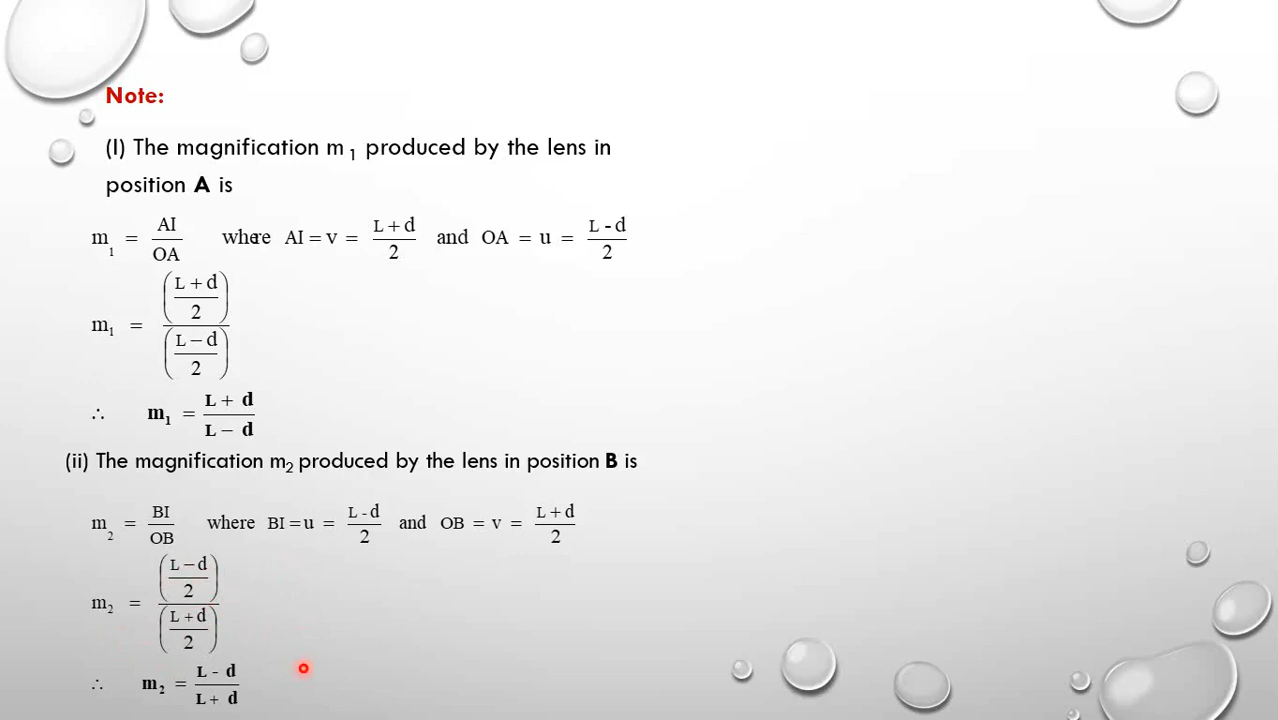 Note:
(I) The magnification m 1 produced by the lens in
position A is
m1 = AI/OA where AI = v = (L + d)/2 and OA = u = (L - d)/2
m1 = ((L + d)/2)/((L − d)/2)
∴ m1 = (L + d)/(L − d)
(ii) The magnification m2 produced by the lens in position B is
m2 = BI/OB where BI = u = (L - d)/2 and OB = v = (L + d)/2
m2 = ((L − d)/2)/((L + d)/2)
∴ m2 = (L - d)/(L + d)